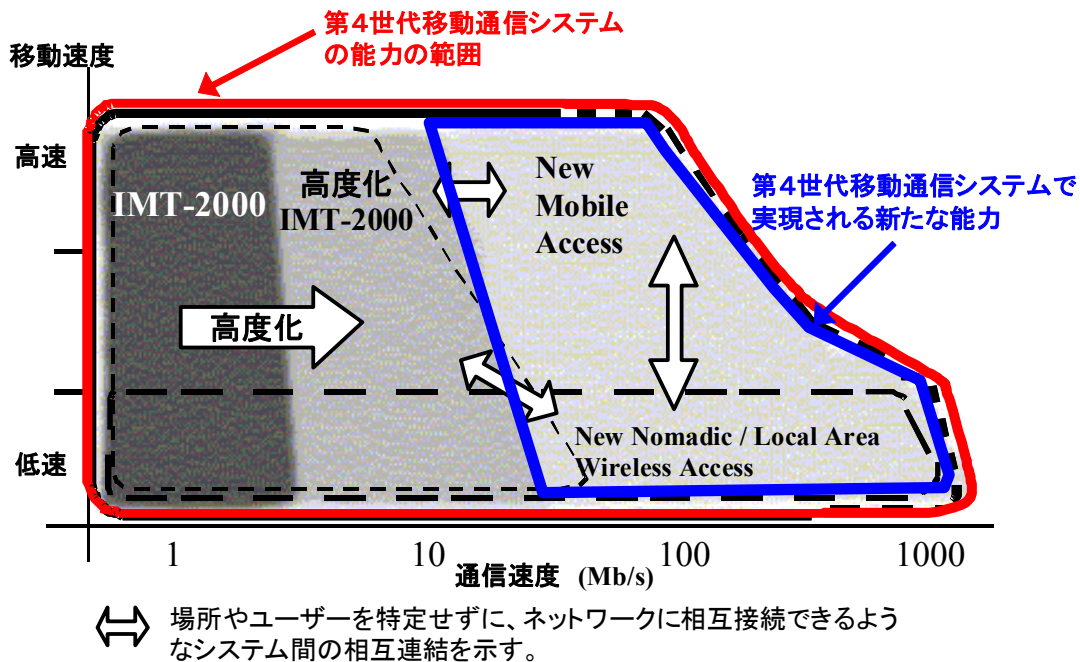 第４世代移動通信システム
の能力の範囲
移動速度
高速
IMT-2000
高度化
IMT-2000
New
Mobile
Access
第４世代移動通信システムで
実現される新たな能力
高度化
New Nomadic / Local Area
Wireless Access
低速
1
10
100
1000
通信速度 (Mb/s)
場所やユーザーを特定せずに、ネットワークに相互接続できるよう
なシステム間の相互連結を示す。